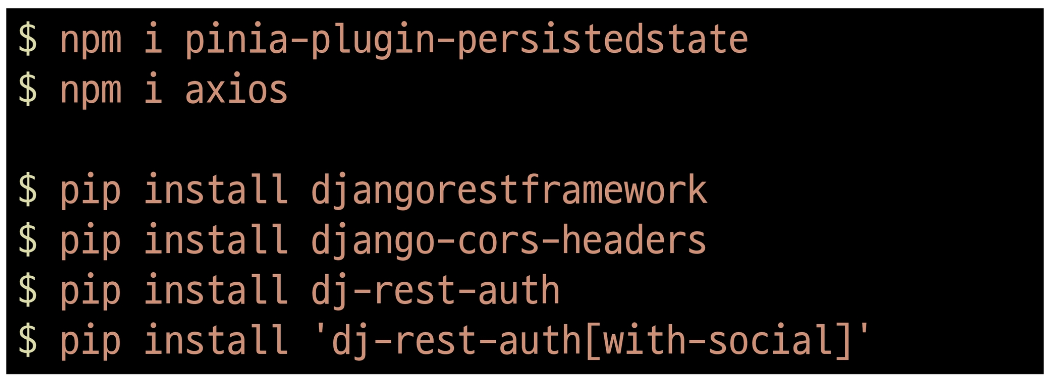 $ npm i pinia-plugin-persistedstate
$ npm i axios
$ pip install djangorestframework
$ pip install django-cors-headers
$ pip install dj-rest-auth
$ pip install 'dj-rest-auth[with-social]'